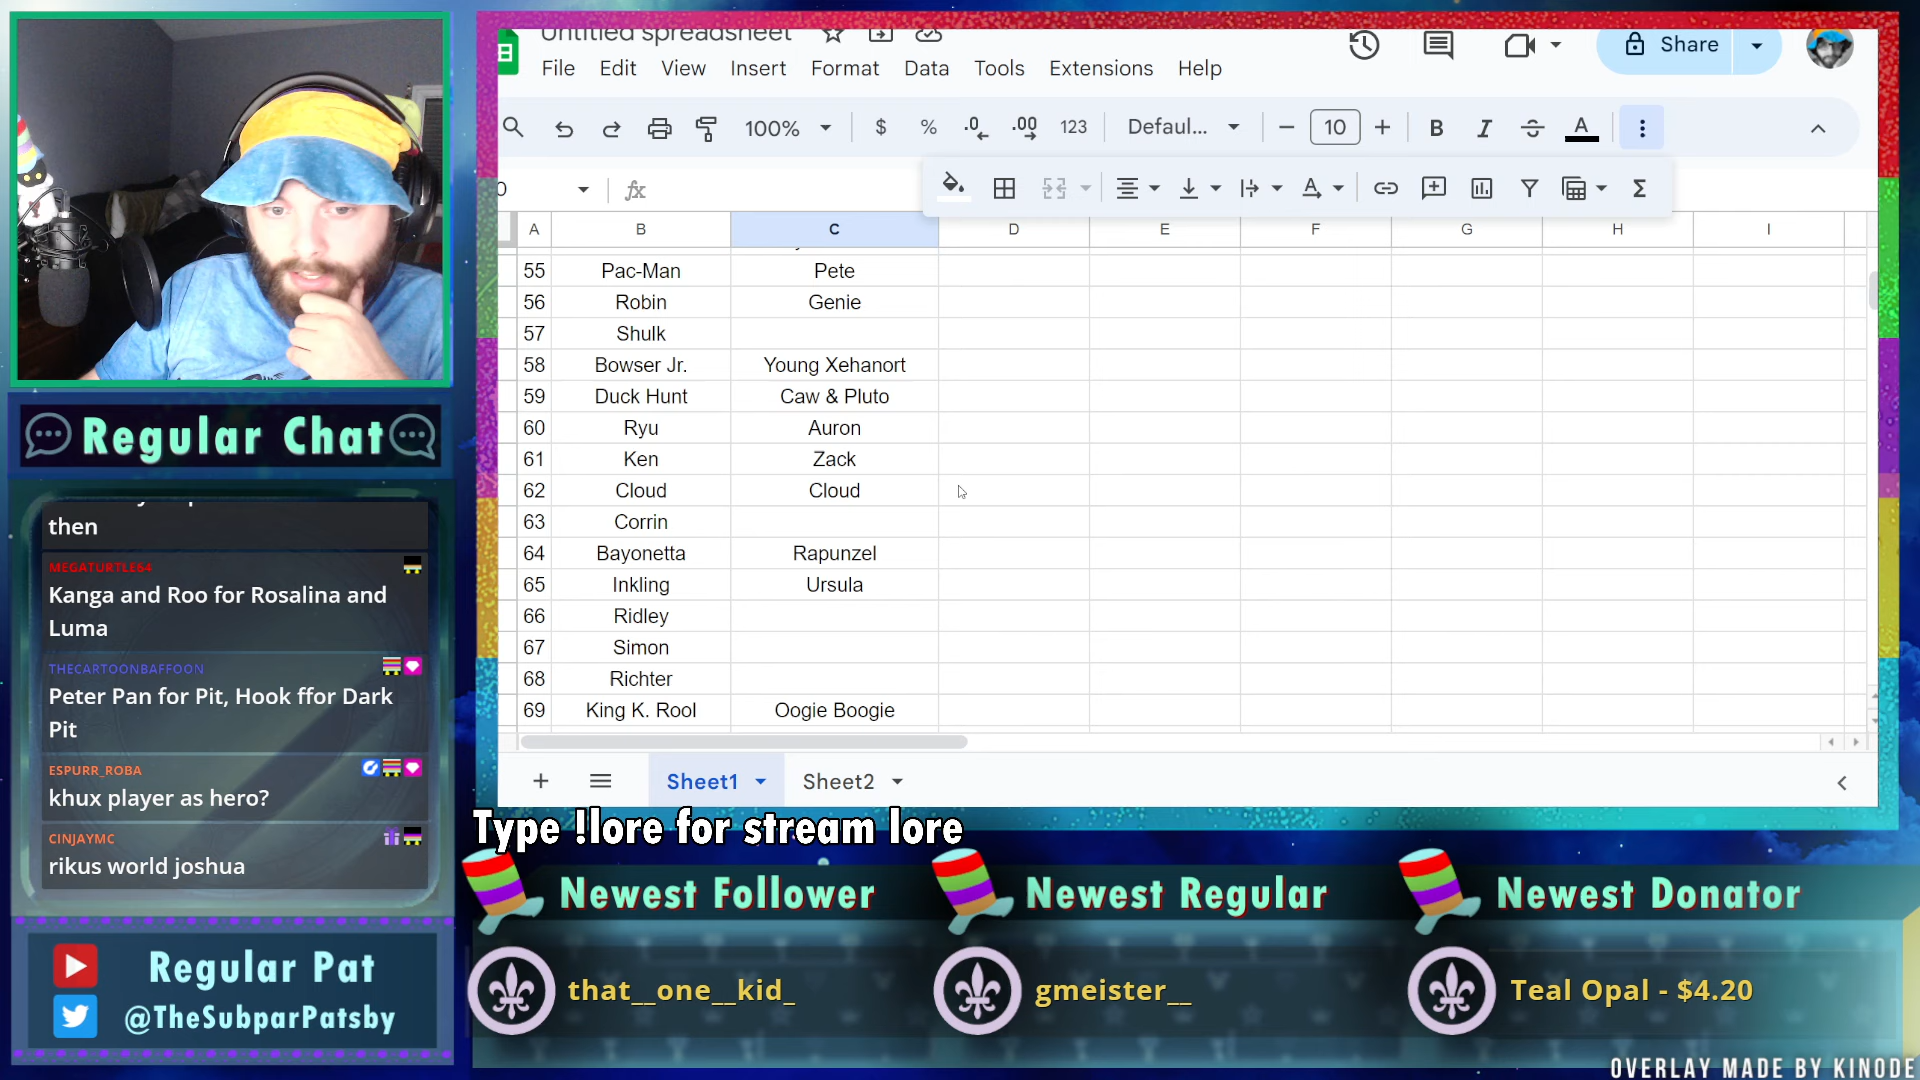 Untitled spreadsheet
File Edit View Insert Format Data Tools Extensions Help
Share
100% $ % .0 .00 123 Defaul... 10 B I S A
fx
A B C D E F G H I
55 Pac-Man Pete
56 Robin Genie
57 Shulk
58 Bowser Jr. Young Xehanort
59 Duck Hunt Caw & Pluto
60 Ryu Auron
61 Ken Zack
62 Cloud Cloud
63 Corrin
64 Bayonetta Rapunzel
65 Inkling Ursula
66 Ridley
67 Simon
68 Richter
69 King K. Rool Oogie Boogie
Sheet1 Sheet2
Regular Chat
then
MEGATURTLE64
Kanga and Roo for Rosalina and
Luma
THECARTOONBAFFOON
Peter Pan for Pit, Hook ffor Dark
Pit
ESPURR_ROBA
khux player as hero?
CINJAYMC
rikus world joshua
Regular Pat
@TheSubparPatsby
Type !lore for stream lore
Newest Follower
that__one__kid_
Newest Regular
gmeister__
Newest Donator
Teal Opal - $4.20
OVERLAY MADE BY KINODE